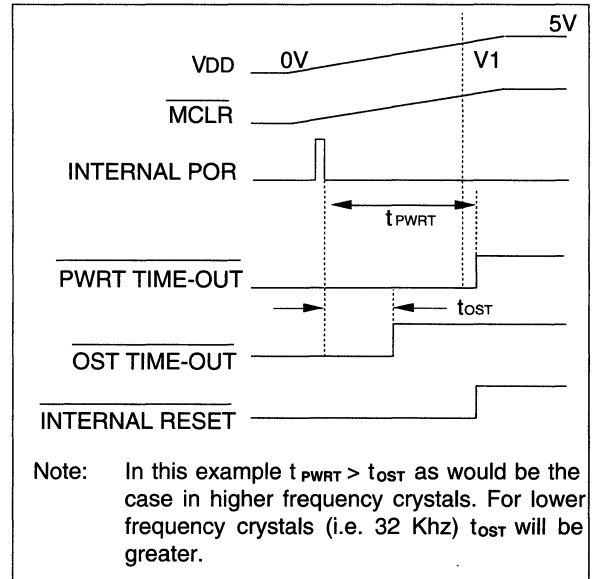 5V
VDD 0V V1
MCLR
INTERNAL POR
t PWRT
PWRT TIME-OUT
tOST
OST TIME-OUT
INTERNAL RESET
Note: In this example t PWRT > tOST as would be the
case in higher frequency crystals. For lower
frequency crystals (i.e. 32 Khz) tOST will be
greater.